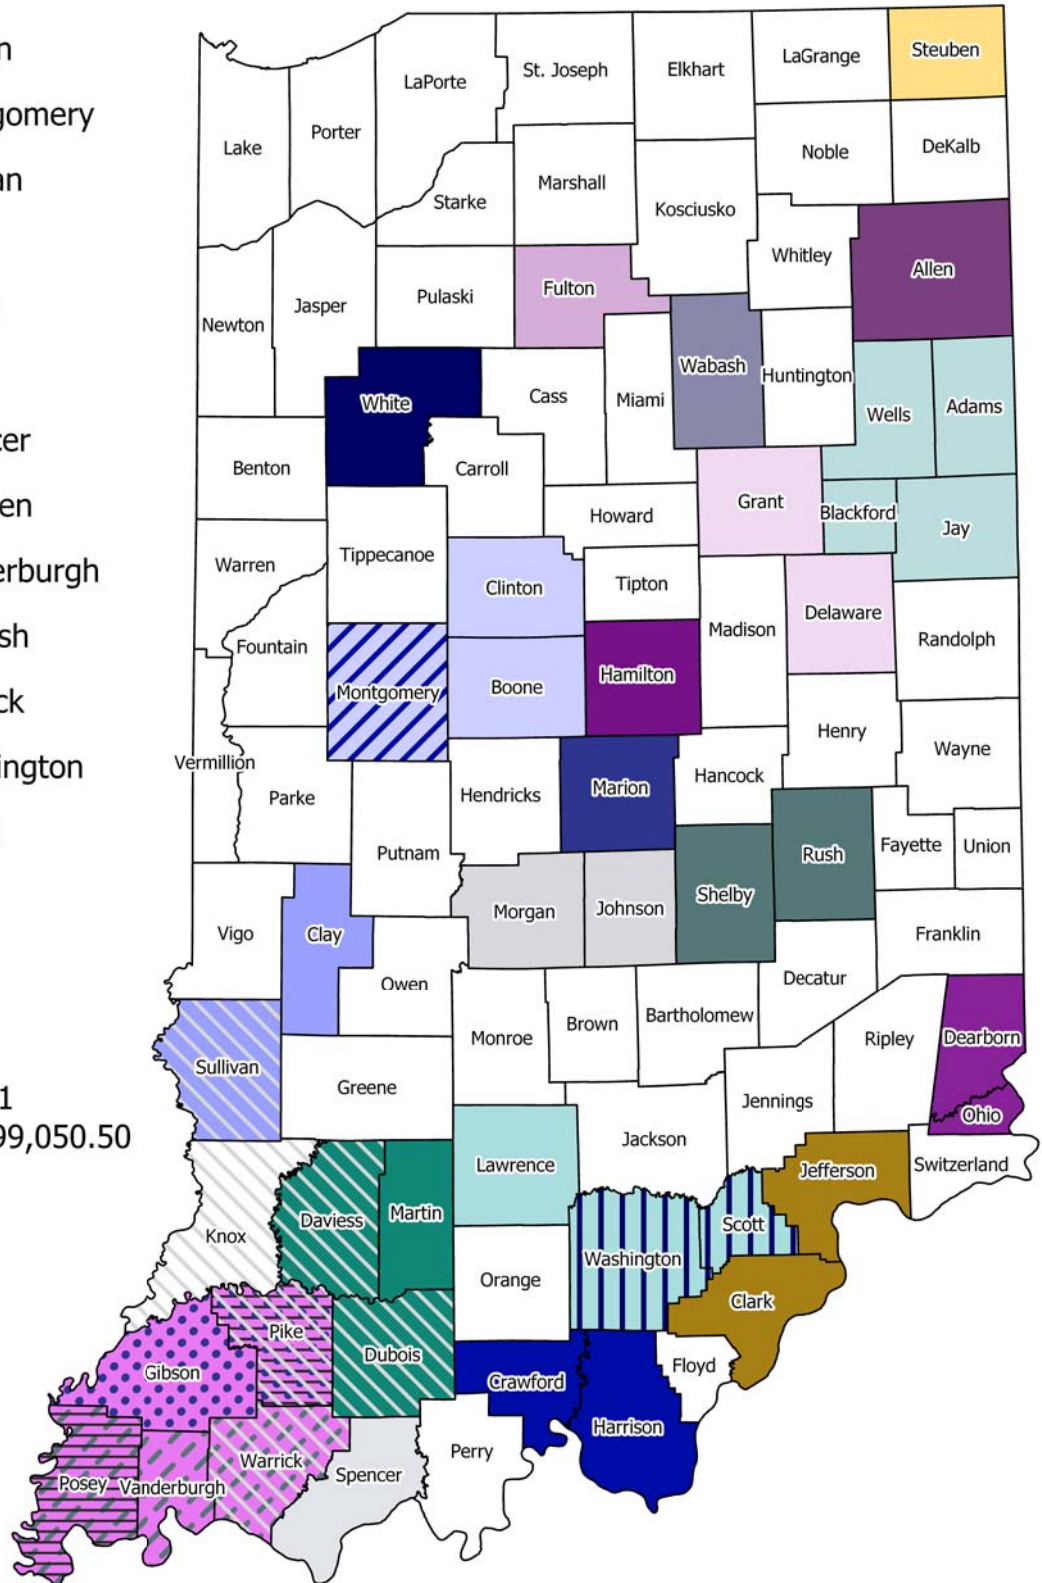 n
gomery
an
cer
en
erburgh
sh
ck
ington
1
99,050.50
Steuben
LaGrange
St. Joseph
Elkhart
LaPorte
Porter
Lake
Noble
DeKalb
Marshall
Starke
Kosciusko
Whitley
Allen
Fulton
Pulaski
Jasper
Newton
Wabash
Huntington
White
Cass
Miami
Wells
Adams
Benton
Carroll
Grant
Blackford
Howard
Jay
Tippecanoe
Warren
Clinton
Tipton
Delaware
Madison
Randolph
Fountain
Hamilton
Montgomery
Boone
Henry
Wayne
Vermillion
Hancock
Marion
Hendricks
Parke
Putnam
Rush
Fayette
Union
Shelby
Johnson
Morgan
Vigo
Clay
Franklin
Owen
Decatur
Bartholomew
Brown
Monroe
Ripley
Dearborn
Sullivan
Greene
Jennings
Ohio
Jackson
Lawrence
Switzerland
Jefferson
Martin
Daviess
Scott
Knox
Washington
Orange
Clark
Pike
Dubois
Floyd
Gibson
Crawford
Harrison
Perry
Warrick
Spencer
Posey
Vanderburgh